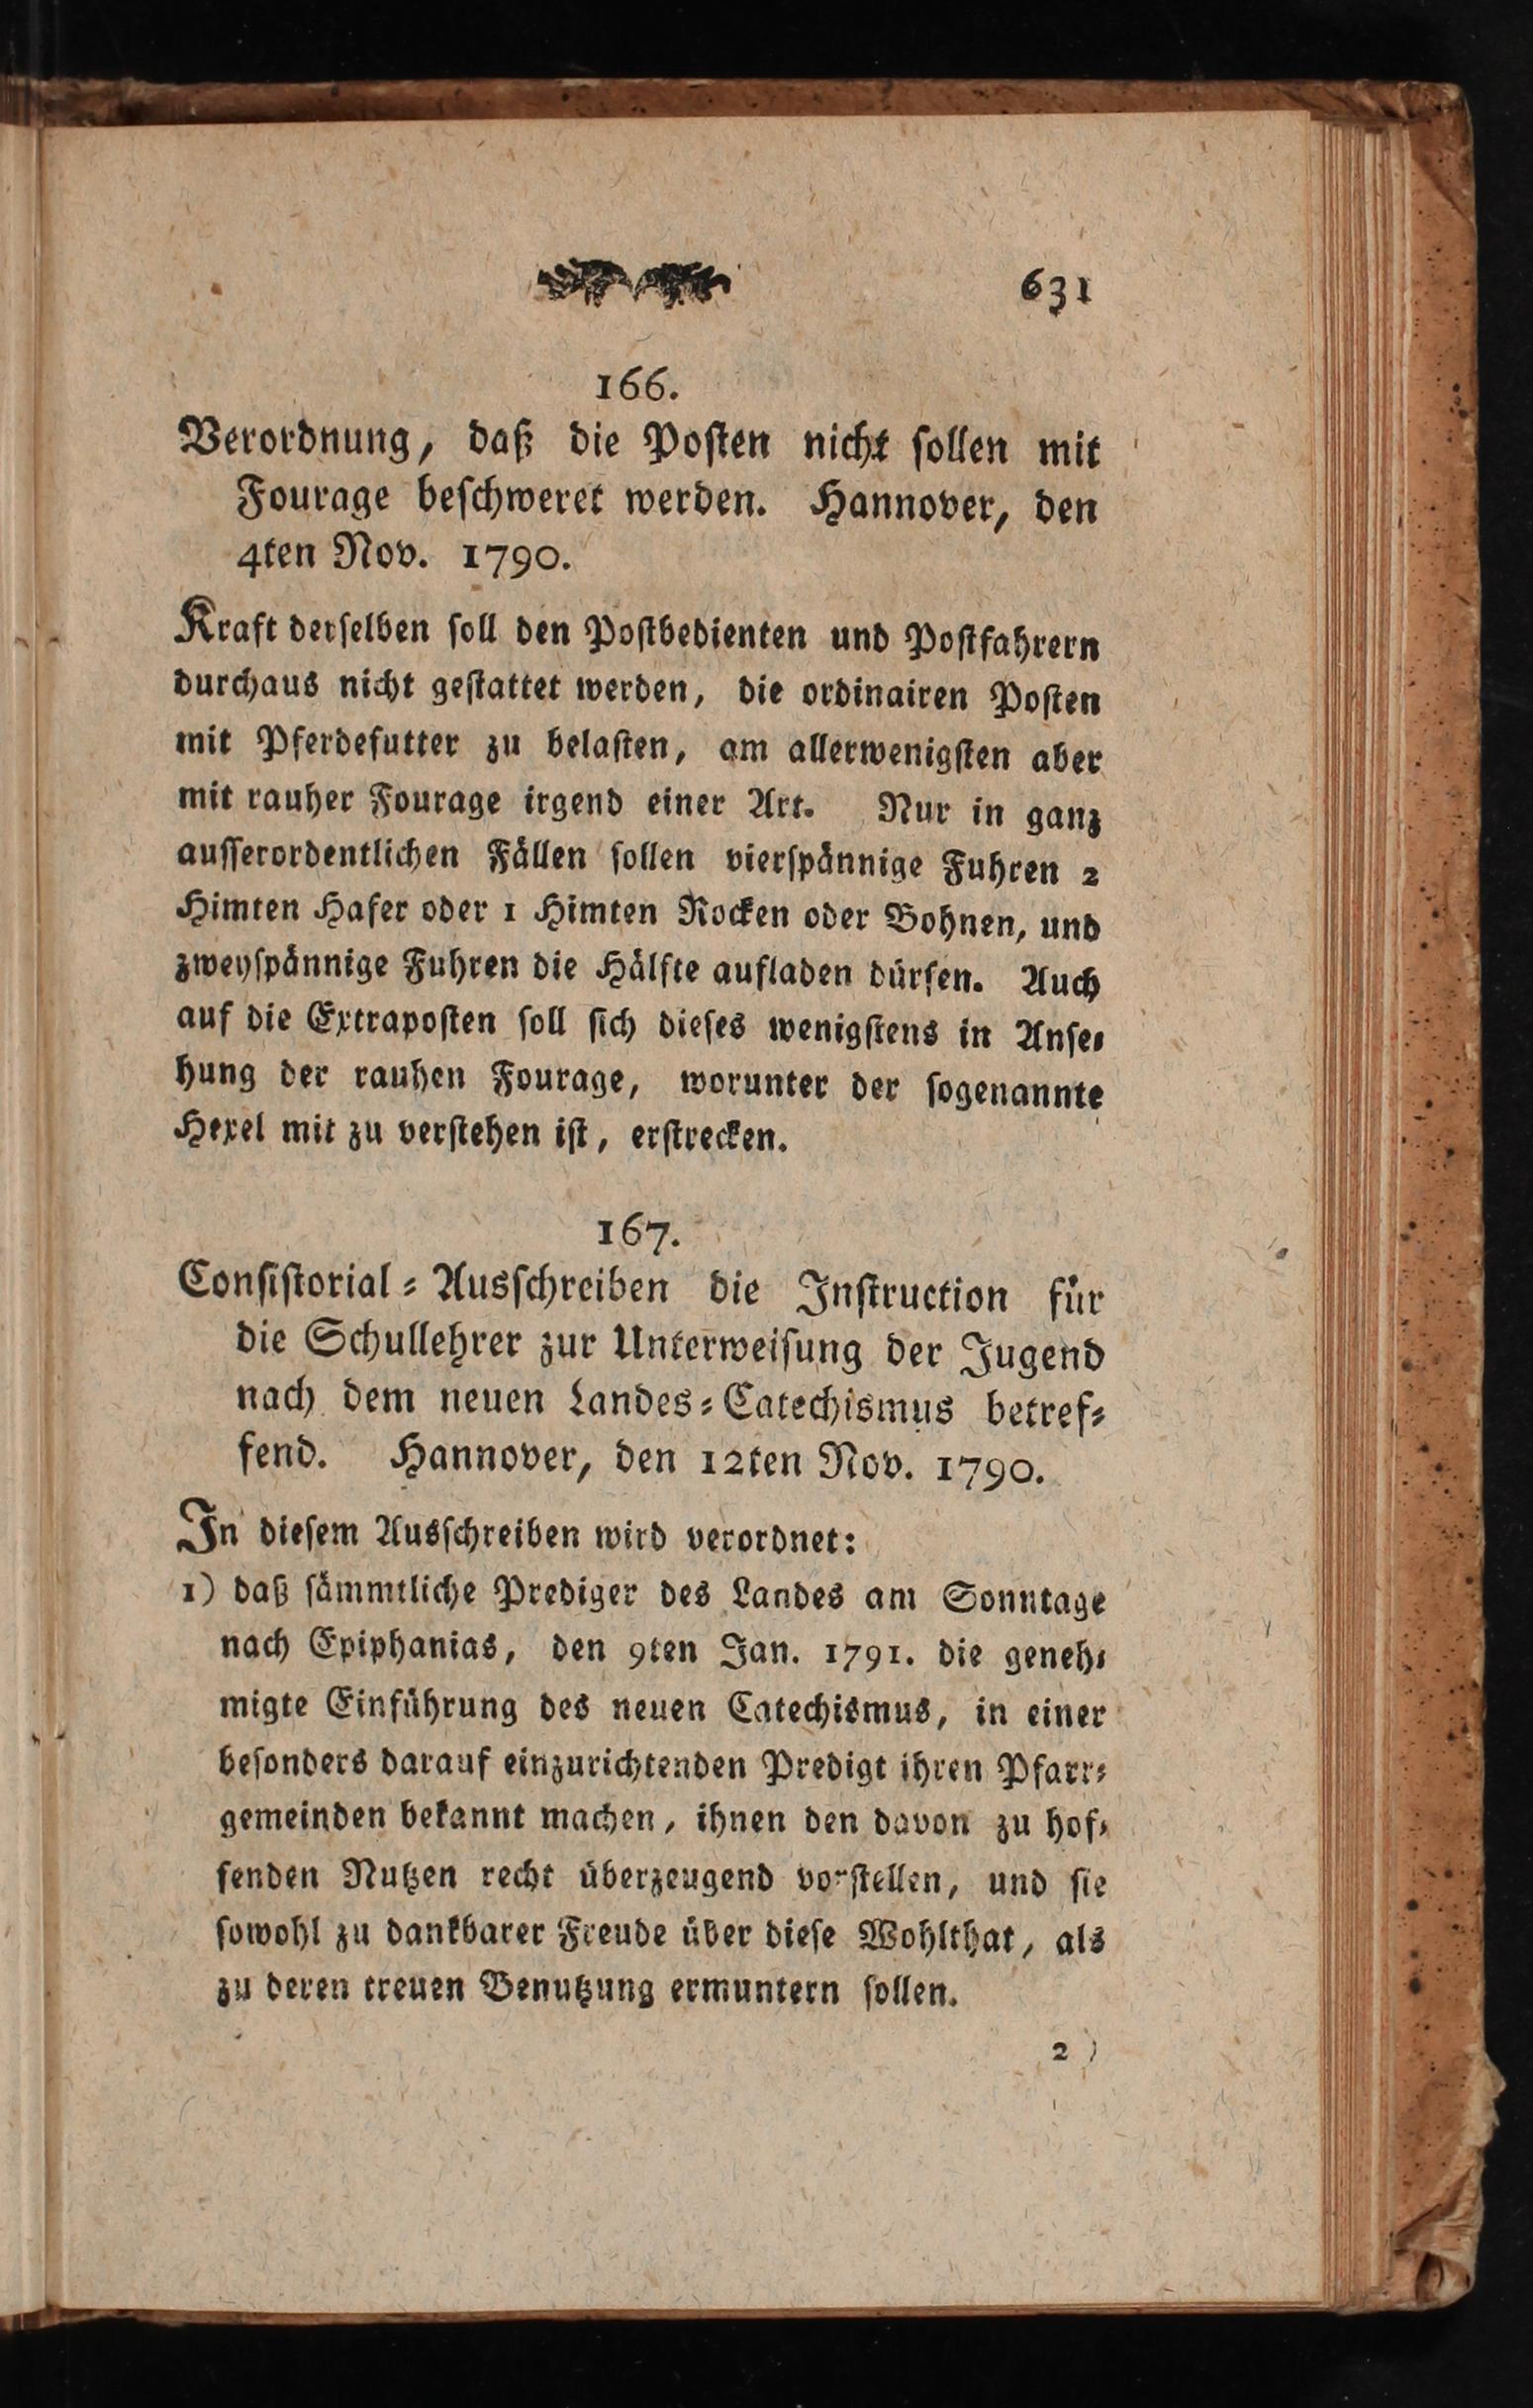 631
166.
Verordnung, daß die Poſten nicht ſollen mit
Fourage beſchweret werden. Hannover, den
4ten Nov. 1790.
Kraft derſelben ſoll den Poſtbedienten und Poſtfahrern
durchaus nicht geſtattet werden, die ordinairen Poſten
mit Pferdefutter zu belaſten, am allerwenigſten aber
mit rauher Fourage irgend einer Art. Nur in ganz
auſſerordentlichen Fällen ſollen vierſpännige Fuhren 2
Himten Hafer oder 1 Himten Rocken oder Bohnen, und
zweyſpännige Fuhren die Hälfte aufladen dürfen. Auch
auf die Extrapoſten ſoll ſich dieſes wenigſtens in Anſe⸗
hung der rauhen Fourage, worunter der ſogenannte
Hexel mit zu verſtehen iſt, erſtrecken.
167.
Conſiſtorial⸗Ausſchreiben die Inſtruction für
die Schullehrer zur Unterweiſung der Jugend
nach dem neuen Landes⸗Catechismus betref⸗
fend. Hannover, den 12ten Nov. 1790.
In dieſem Ausſchreiben wird verordnet:
1) daß ſämmtliche Prediger des Landes am Sonntage
nach Epiphanias, den 9ten Jan. 1791. die geneh⸗
migte Einführung des neuen Catechismus, in einer
beſonders darauf einzurichtenden Predigt ihren Pfarr⸗
gemeinden bekannt machen, ihnen den davon zu hof⸗
fenden Nutzen recht überzeugend vorſtellen, und ſie
ſowohl zu dankbarer Freude über dieſe Wohlthat, als
zu deren treuen Benutzung ermuntern ſollen.
2)